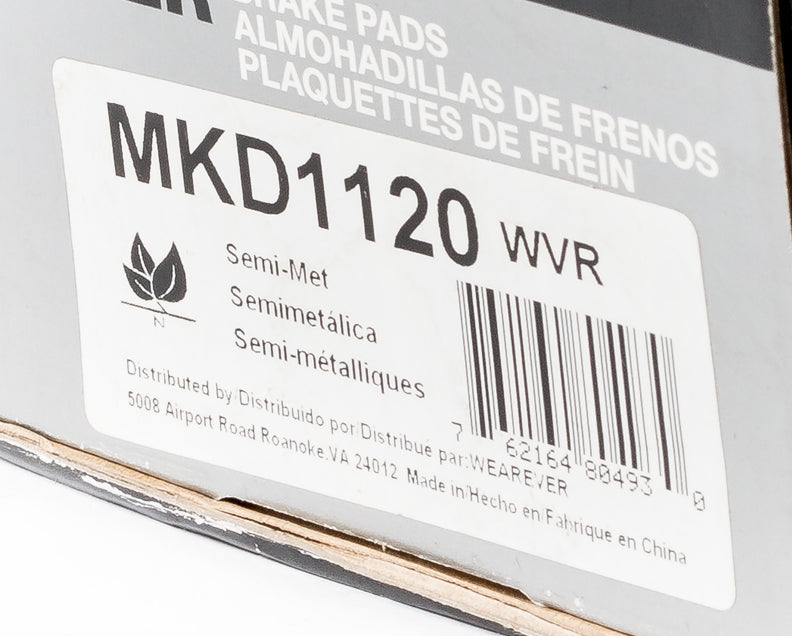 BRAKE PADS
ALMOHADILLAS DE FRENOS
PLAQUETTES DE FREIN
MKD1120 WVR
Semi-Met
Semimetálica
Semi-métalliques
N
7 62164 80493 0
Distributed by/Distribuido por/Distribué par:WEAREVER
5008 Airport Road Roanoke.VA 24012 Made in/Hecho en/Fabrique en China